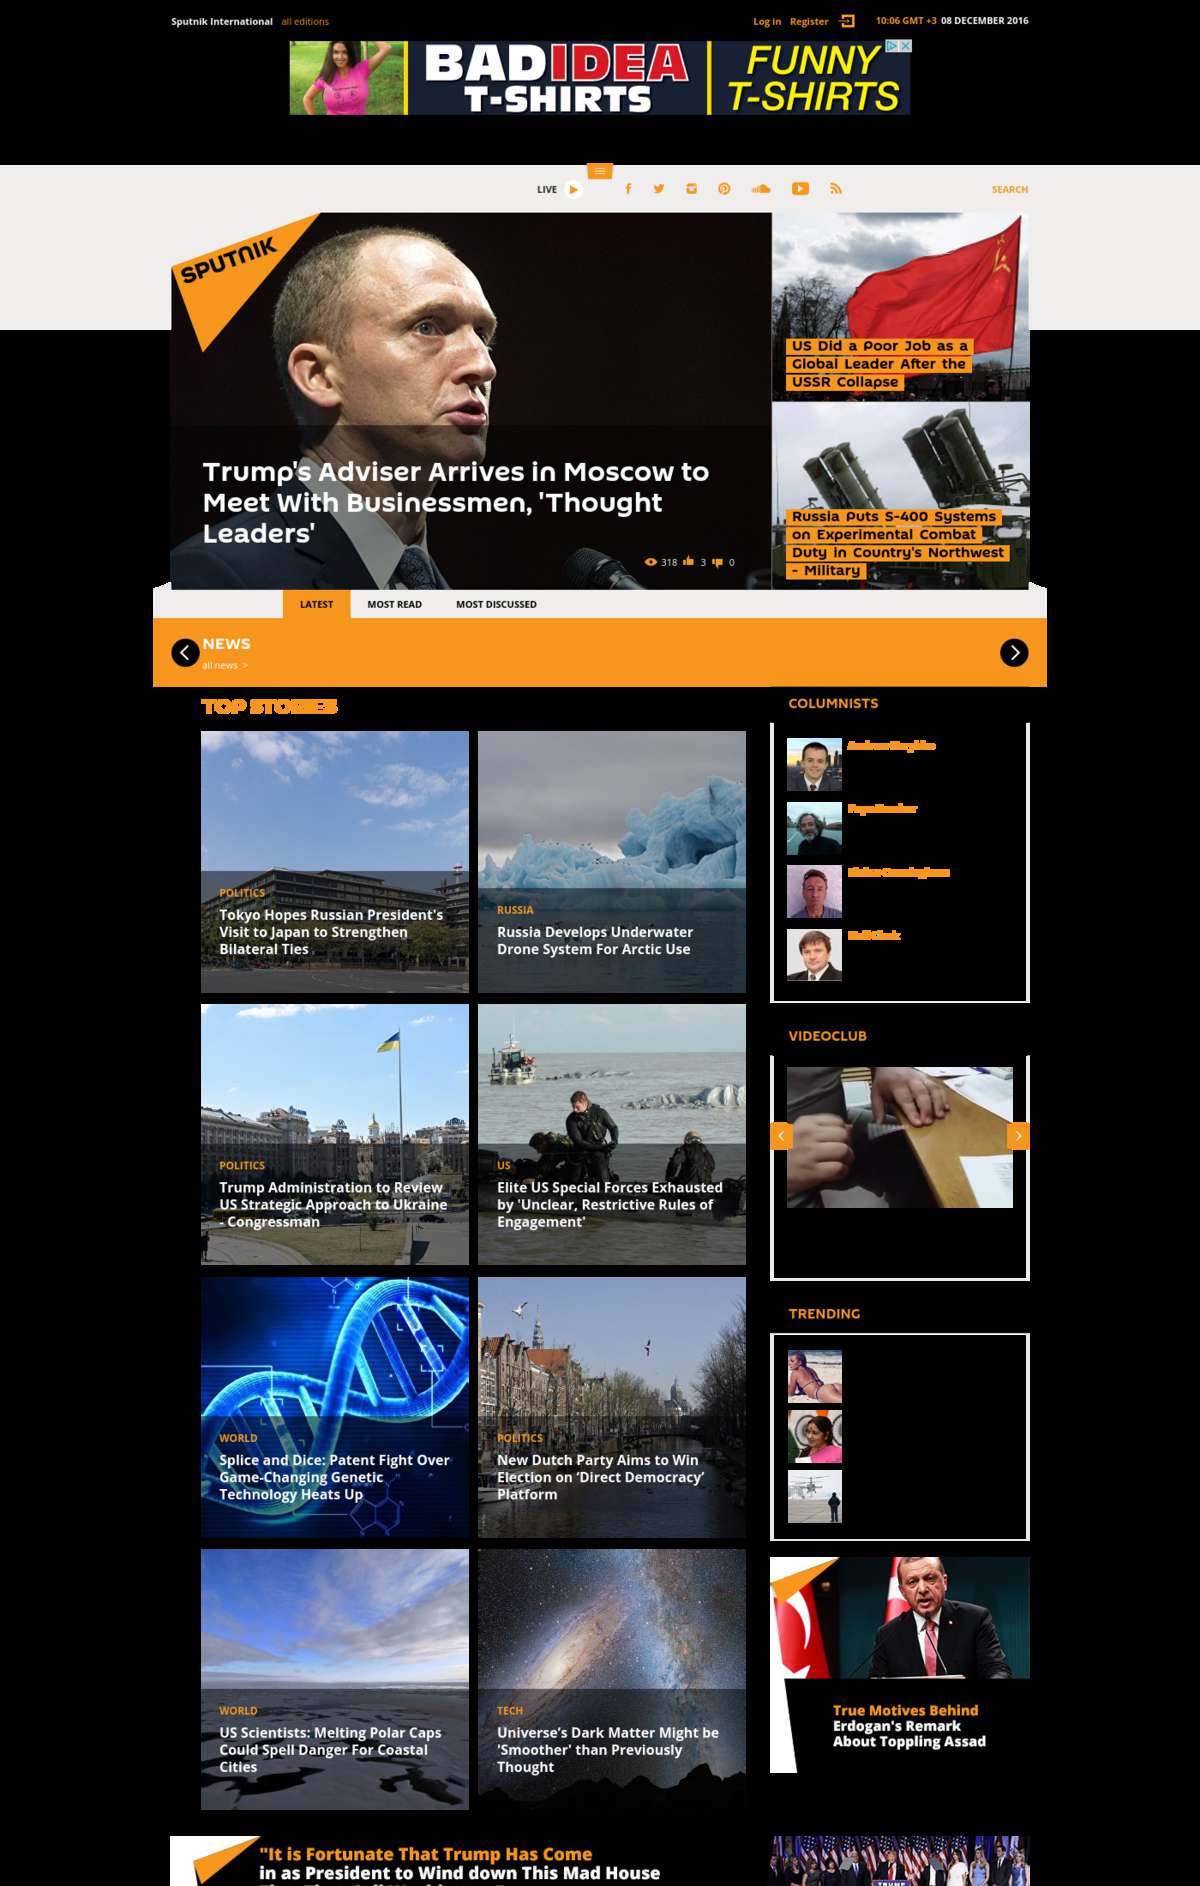 Sputnik International all editions
Log in Register 10:06 GMT +3 08 DECEMBER 2016
BAD IDEA
T-SHIRTS
FUNNY
T-SHIRTS
LIVE
SEARCH
SPUTNIK
Trump's Adviser Arrives in Moscow to
Meet With Businessmen, 'Thought
Leaders'
318 3 0
US Did a Poor Job as a
Global Leader After the
USSR Collapse
Russia Puts S-400 Systems
on Experimental Combat
Duty in Country's Northwest
- Military
LATEST MOST READ MOST DISCUSSED
NEWS
all news >
TOP STORIES
POLITICS
Tokyo Hopes Russian President's
Visit to Japan to Strengthen
Bilateral Ties
RUSSIA
Russia Develops Underwater
Drone System For Arctic Use
POLITICS
Trump Administration to Review
US Strategic Approach to Ukraine
- Congressman
US
Elite US Special Forces Exhausted
by 'Unclear, Restrictive Rules of
Engagement'
WORLD
Splice and Dice: Patent Fight Over
Game-Changing Genetic
Technology Heats Up
POLITICS
New Dutch Party Aims to Win
Election on ‘Direct Democracy’
Platform
WORLD
US Scientists: Melting Polar Caps
Could Spell Danger For Coastal
Cities
TECH
Universe’s Dark Matter Might be
'Smoother' than Previously
Thought
COLUMNISTS
VIDEOCLUB
TRENDING
True Motives Behind
Erdogan's Remark
About Toppling Assad
"It is Fortunate That Trump Has Come
in as President to Wind down This Mad House